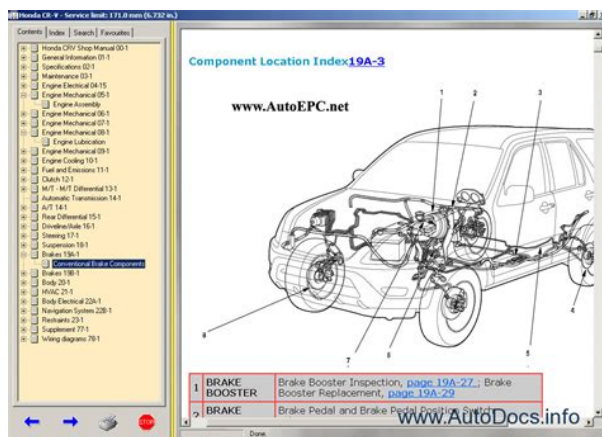 Honda CR-V - Service limit: 171.0 mm (6.732 in.)
Contents
Index
Search
Favourites
Honda CRV Shop Manual 00-1
General Information 01-1
Specifications 02-1
Maintenance 03-1
Engine Electrical 04-15
Engine Mechanical 05-1
Engine Assembly
Engine Mechanical 06-1
Engine Mechanical 07-1
Engine Mechanical 08-1
Engine Lubrication
Engine Mechanical 09-1
Engine Cooling 10-1
Fuel and Emissions 11-1
Clutch 12-1
M/T - M/T Differential 13-1
Automatic Transmission 14-1
A/T 14-1
Rear Differential 15-1
Driveline/Axle 16-1
Steering 17-1
Suspension 18-1
Brakes 19A-1
Conventional Brake Components
Brakes 19B-1
Body 20-1
HVAC 21-1
Body Electrical 22A-1
Navigation System 22B-1
Restraints 23-1
Supplement 77-1
Wiring diagrams 78-1
STOP
Component Location Index19A-3
www.AutoEPC.net
1
2
3
4
5
6
7
8
1 BRAKE BOOSTER Brake Booster Inspection, page 19A-27 ; Brake
Booster Replacement, page 19A-29
2 BRAKE Brake Pedal and Brake Pedal Position Switch
Done
www.AutoDocs.info